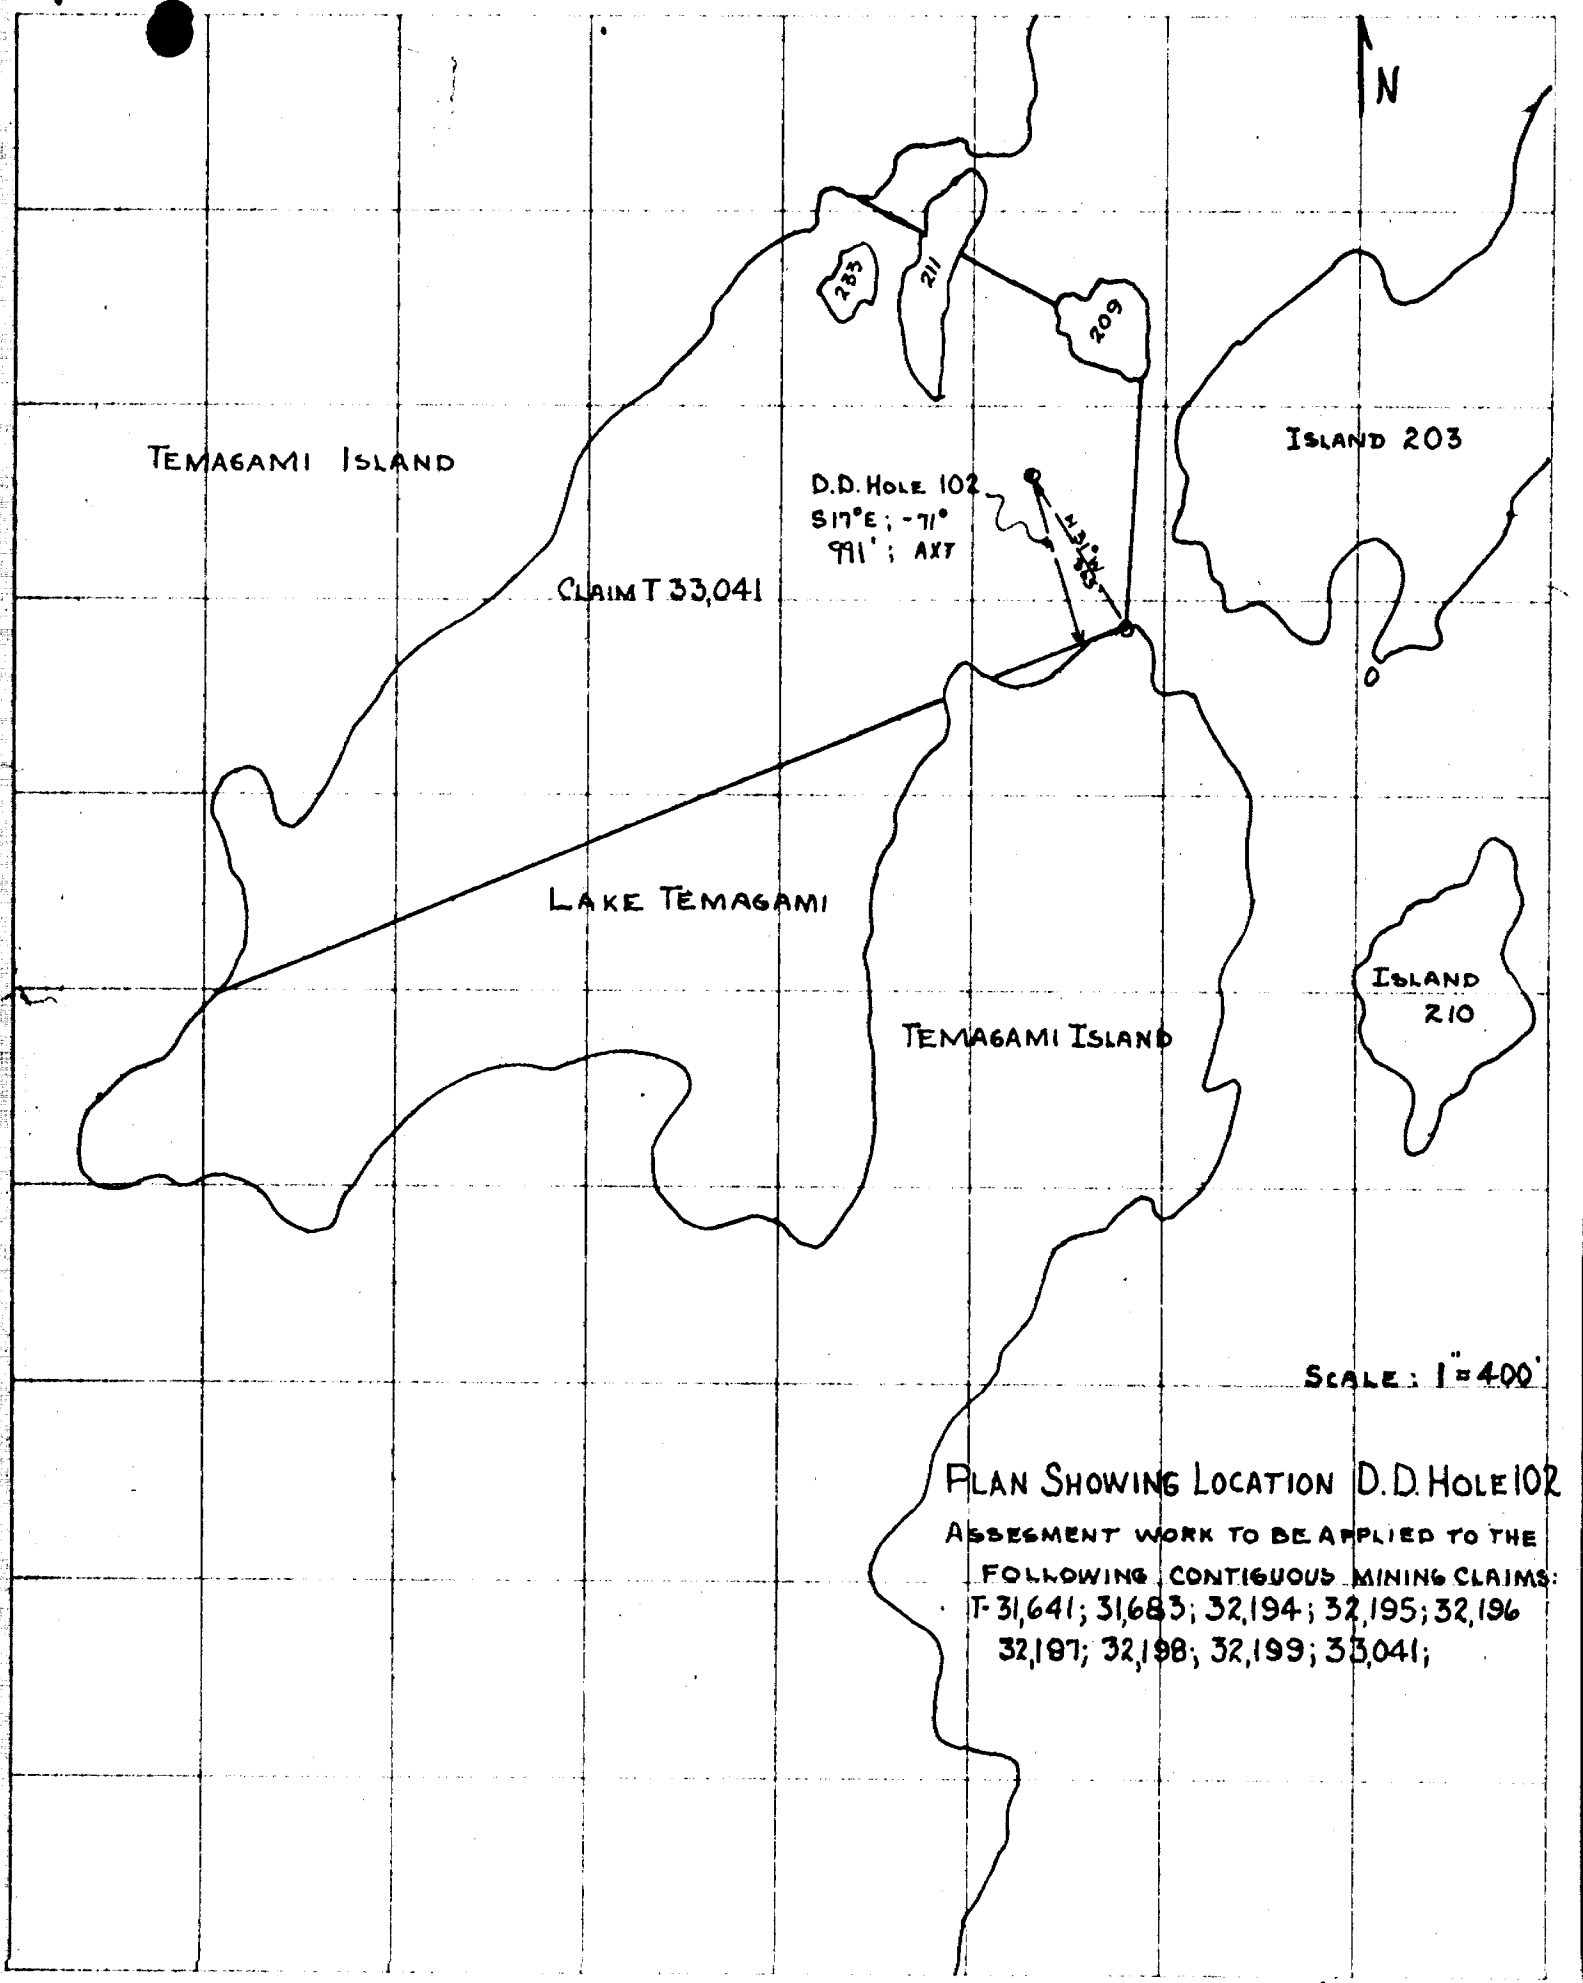 N
233
211
209
TEMAGAMI ISLAND
ISLAND 203
D.D. HOLE 102
S17°E; -71°
991'; AXT
N 31° W
CLAIM T 33,041
LAKE TEMAGAMI
ISLAND
210
TEMAGAMI ISLAND
SCALE: 1"=400'
PLAN SHOWING LOCATION D.D. HOLE 102
ASSESMENT WORK TO BE APPLIED TO THE
FOLLOWING CONTIGUOUS MINING CLAIMS:
T-31,641; 31,683; 32,194; 32,195; 32,196
32,197; 32,198; 32,199; 33,041;